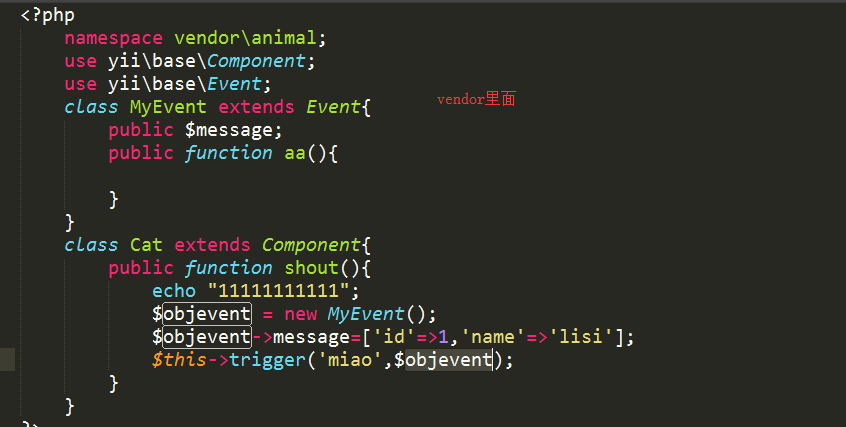 <?php
    namespace vendor\animal;
    use yii\base\Component;
    use yii\base\Event;
    class MyEvent extends Event{
vendor里面
        public $message;
        public function aa(){
        }
    }
    class Cat extends Component{
        public function shout(){
            echo "11111111111";
            $objevent = new MyEvent();
            $objevent->message=['id'=>1,'name'=>'lisi'];
            $this->trigger('miao',$objevent);
        }
    }